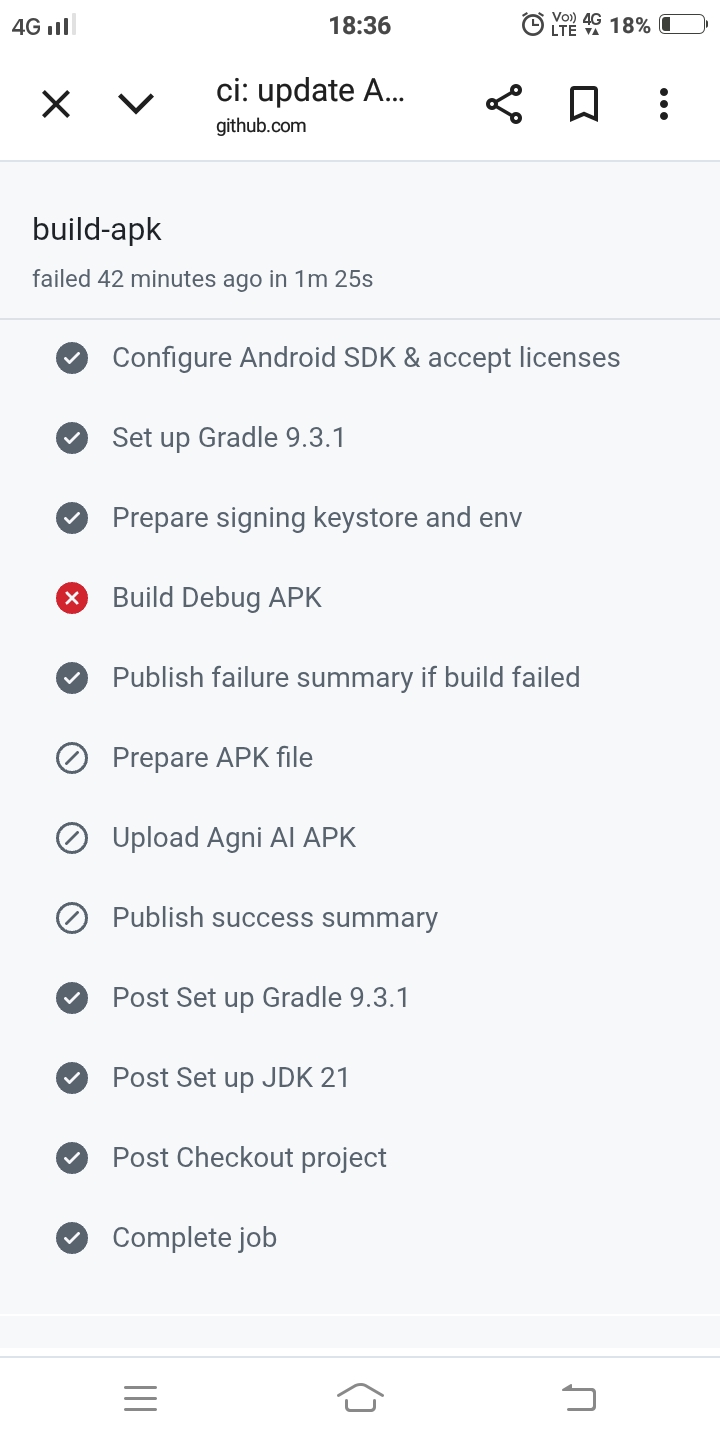 4G 18:36 Vo)) LTE 4G 18%
ci: update A...
github.com
build-apk
failed 42 minutes ago in 1m 25s
Configure Android SDK & accept licenses
Set up Gradle 9.3.1
Prepare signing keystore and env
Build Debug APK
Publish failure summary if build failed
Prepare APK file
Upload Agni AI APK
Publish success summary
Post Set up Gradle 9.3.1
Post Set up JDK 21
Post Checkout project
Complete job